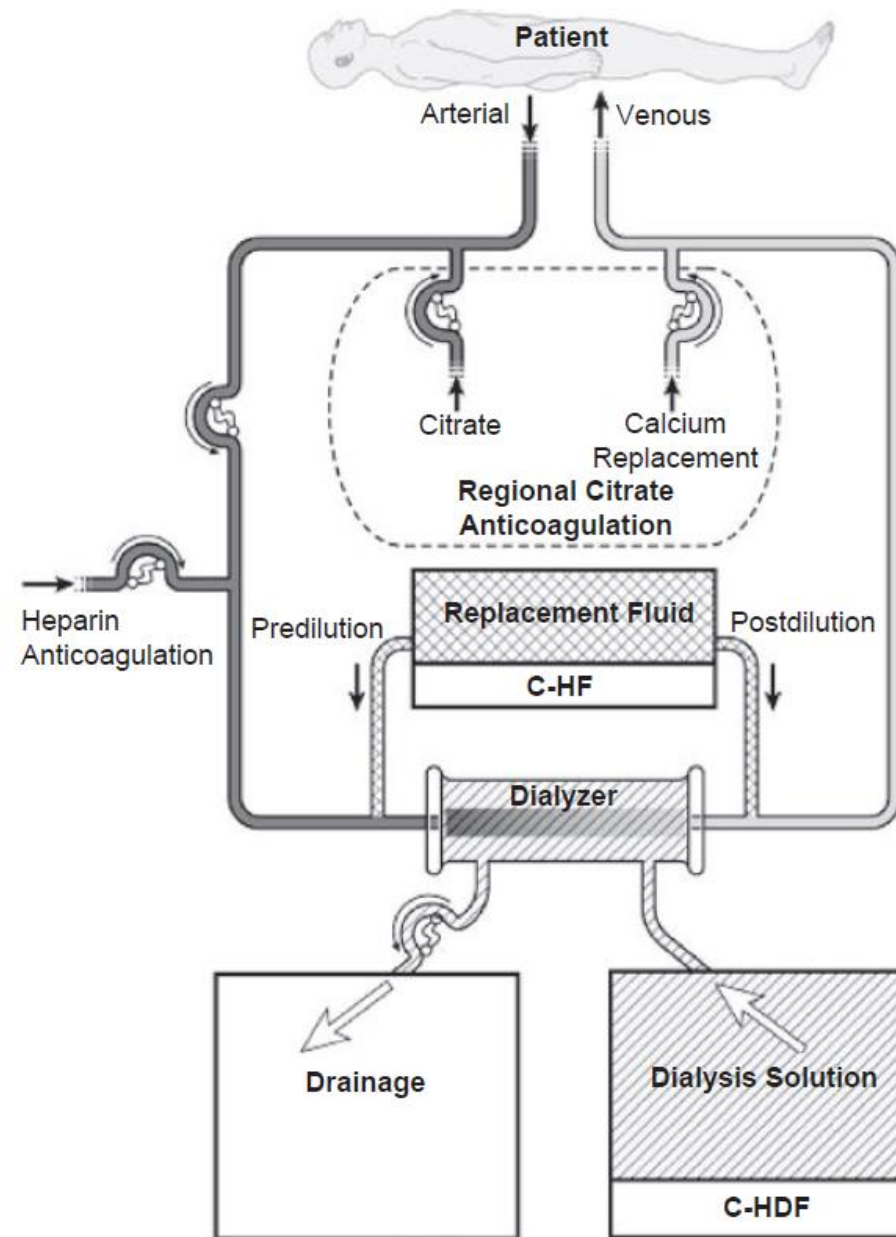 Patient
Arterial
Venous
Citrate
Calcium
Replacement
Regional Citrate
Anticoagulation
Heparin
Anticoagulation
Predilution
Replacement Fluid
Postdilution
C-HF
Dialyzer
Drainage
Dialysis Solution
C-HDF